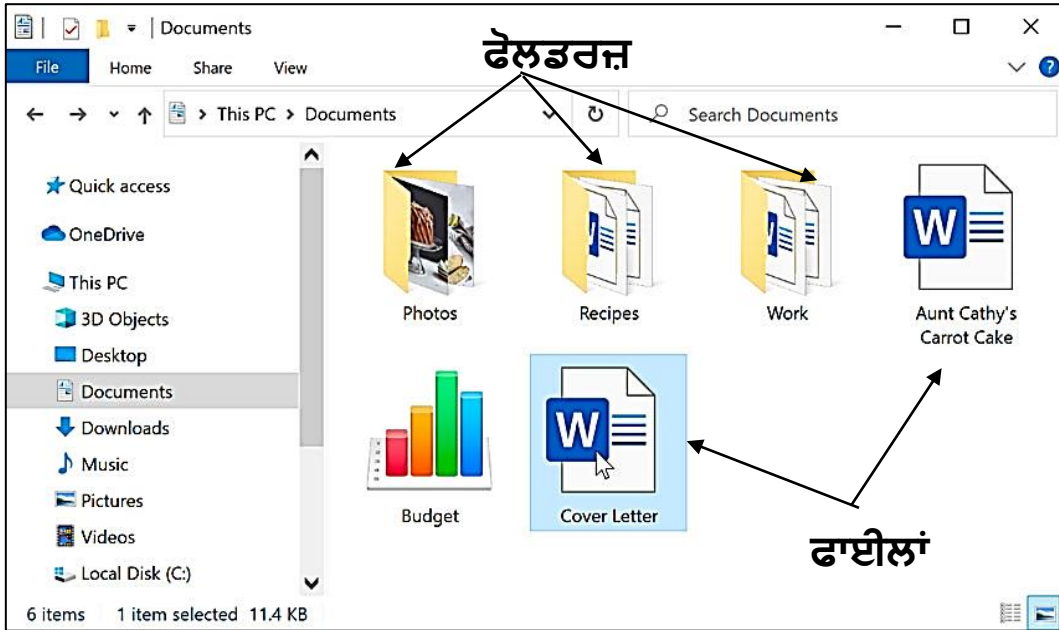 Documents
File Home Share View
ਫੋਲਡਰਜ਼
This PC > Documents
Search Documents
Quick access
OneDrive
This PC
3D Objects
Desktop
Documents
Downloads
Music
Pictures
Videos
Local Disk (C:)
Photos Recipes Work Aunt Cathy's
Carrot Cake
Budget Cover Letter
ਫਾਈਲਾਂ
6 items 1 item selected 11.4 KB